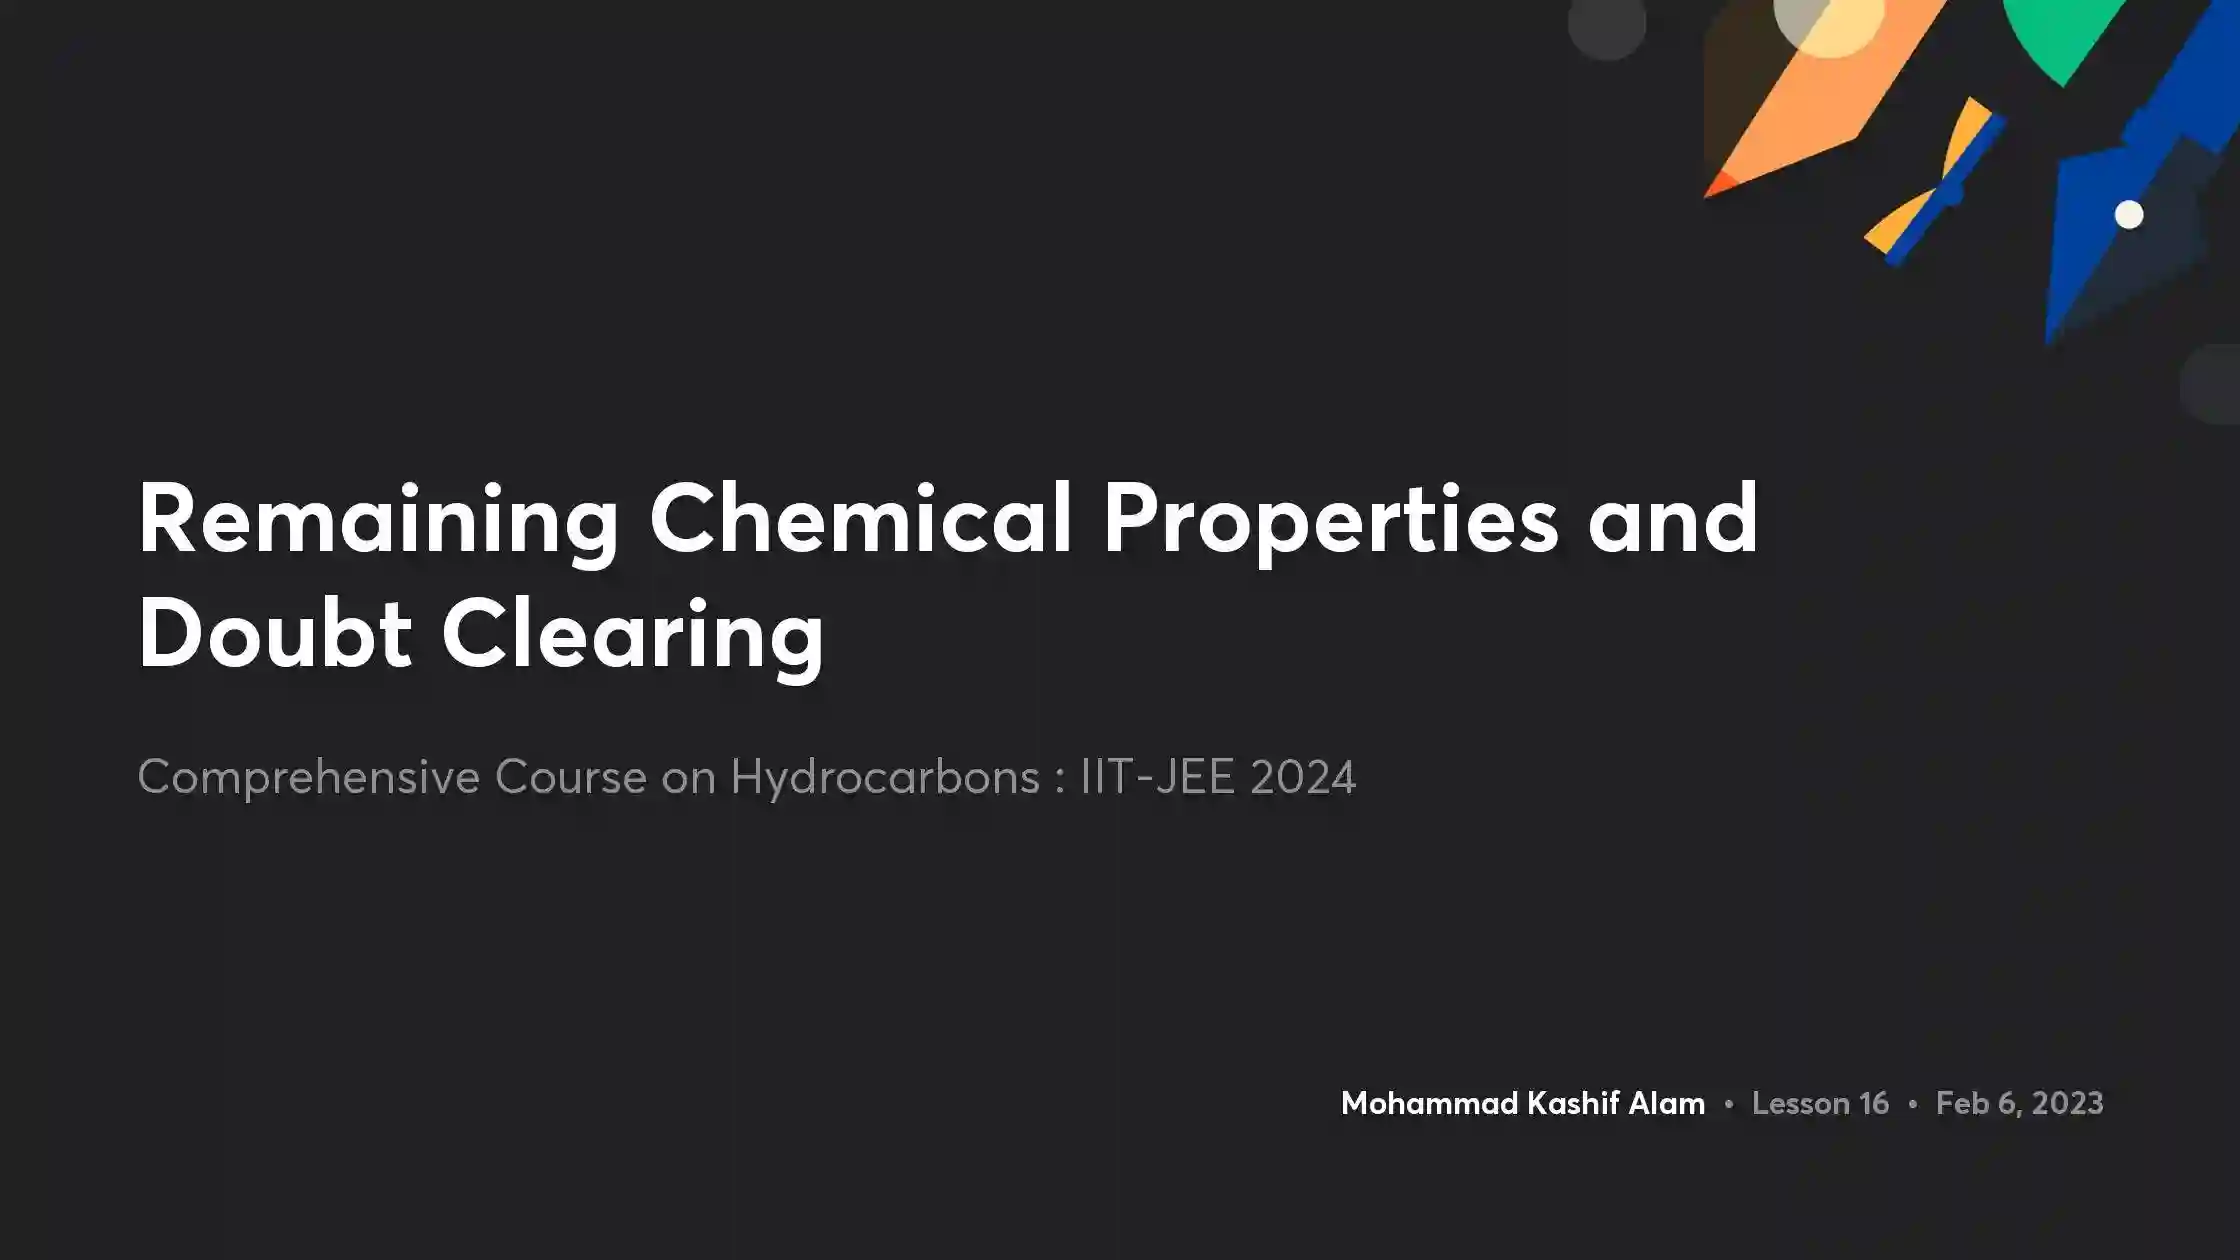 Remaining Chemical Properties and
Doubt Clearing
Comprehensive Course on Hydrocarbons : IIT-JEE 2024
Mohammad Kashif Alam • Lesson 16 • Feb 6, 2023